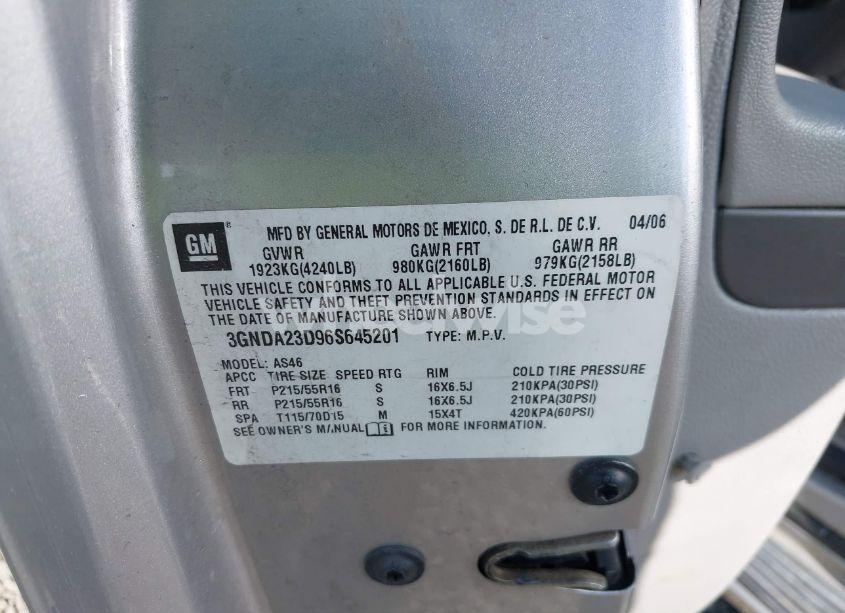 GM
MFD BY GENERAL MOTORS DE MEXICO, S. DE R.L. DE C.V. 04/06
GVWR GAWR FRT GAWR RR
1923KG(4240LB) 980KG(2160LB) 979KG(2158LB)
THIS VEHICLE CONFORMS TO ALL APPLICABLE U.S. FEDERAL MOTOR
VEHICLE SAFETY AND THEFT PREVENTION STANDARDS IN EFFECT ON
THE DATE OF MANUFACTURE SHOWN ABOVE.
3GNDA23D96S645201 TYPE: M.P.V.
MODEL: AS46
APCC TIRE SIZE SPEED RTG RIM COLD TIRE PRESSURE
FRT P215/55R16 S 16X6.5J 210KPA(30PSI)
RR P215/55R16 S 16X6.5J 210KPA(30PSI)
SPA T115/70D15 M 15X4T 420KPA(60PSI)
SEE OWNER'S MANUAL FOR MORE INFORMATION.